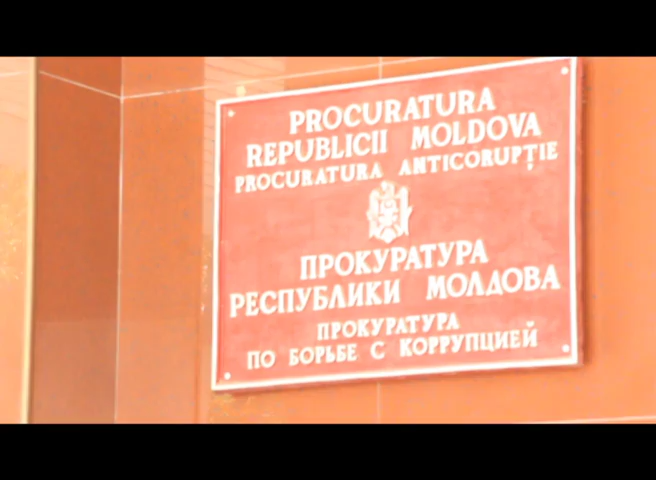 PROCURATURA
REPUBLICII MOLDOVA
PROCURATURA ANTICORUPȚIE
ПРОКУРАТУРА
РЕСПУБЛИКИ МОЛДОВА
ПРОКУРАТУРА
ПО БОРЬБЕ С КОРРУПЦИЕЙ